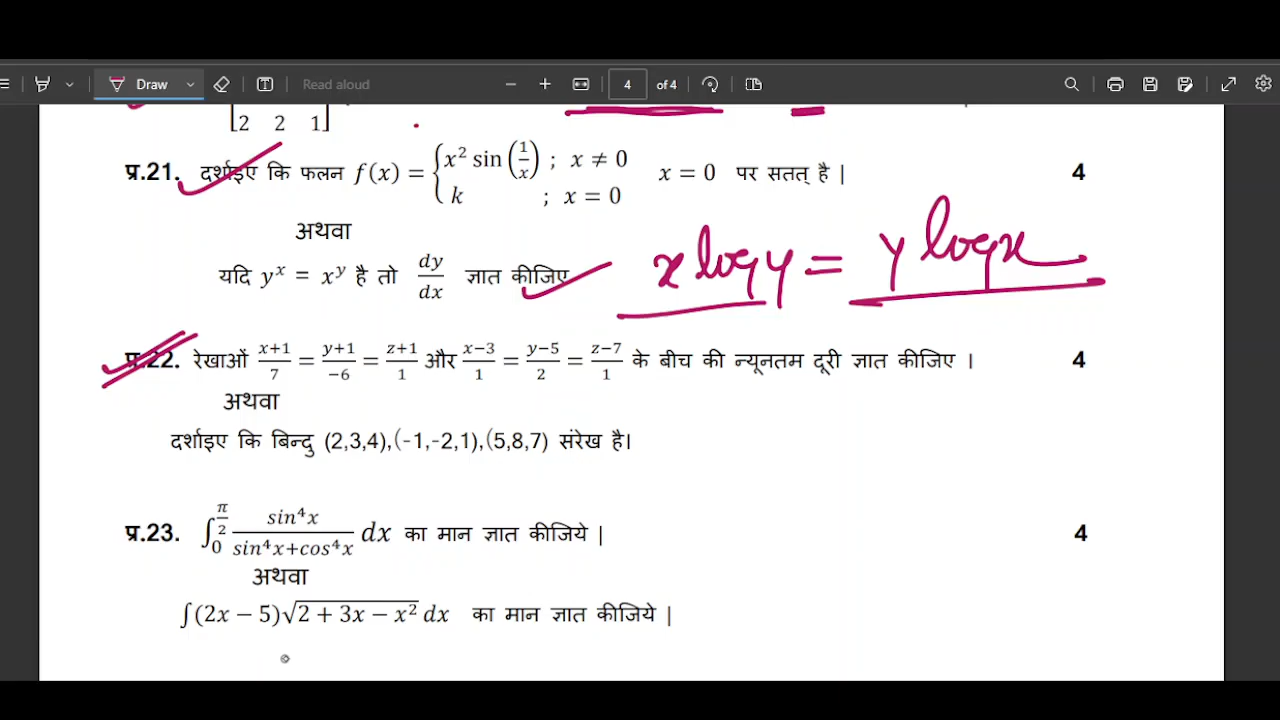 Draw Read aloud 4 of 4
2 2 1
प्र.21. दर्शाइए कि फलन f(x) = { x² sin (1/x) ; x ≠ 0
k ; x = 0 x = 0 पर सतत् है | 4
अथवा
यदि yˣ = xʸ है तो dy/dx ज्ञात कीजिए
x log y = y log x
प्र.22. रेखाओं (x+1)/7 = (y+1)/−6 = (z+1)/1 और (x−3)/1 = (y−5)/2 = (z−7)/1 के बीच की न्यूनतम दूरी ज्ञात कीजिए । 4
अथवा
दर्शाइए कि बिन्दु (2,3,4),(-1,-2,1),(5,8,7) संरेख है।
प्र.23. ∫₀^(π/2) sin⁴x/(sin⁴x+cos⁴x) dx का मान ज्ञात कीजिये | 4
अथवा
∫(2x − 5)√(2 + 3x − x²) dx का मान ज्ञात कीजिये |